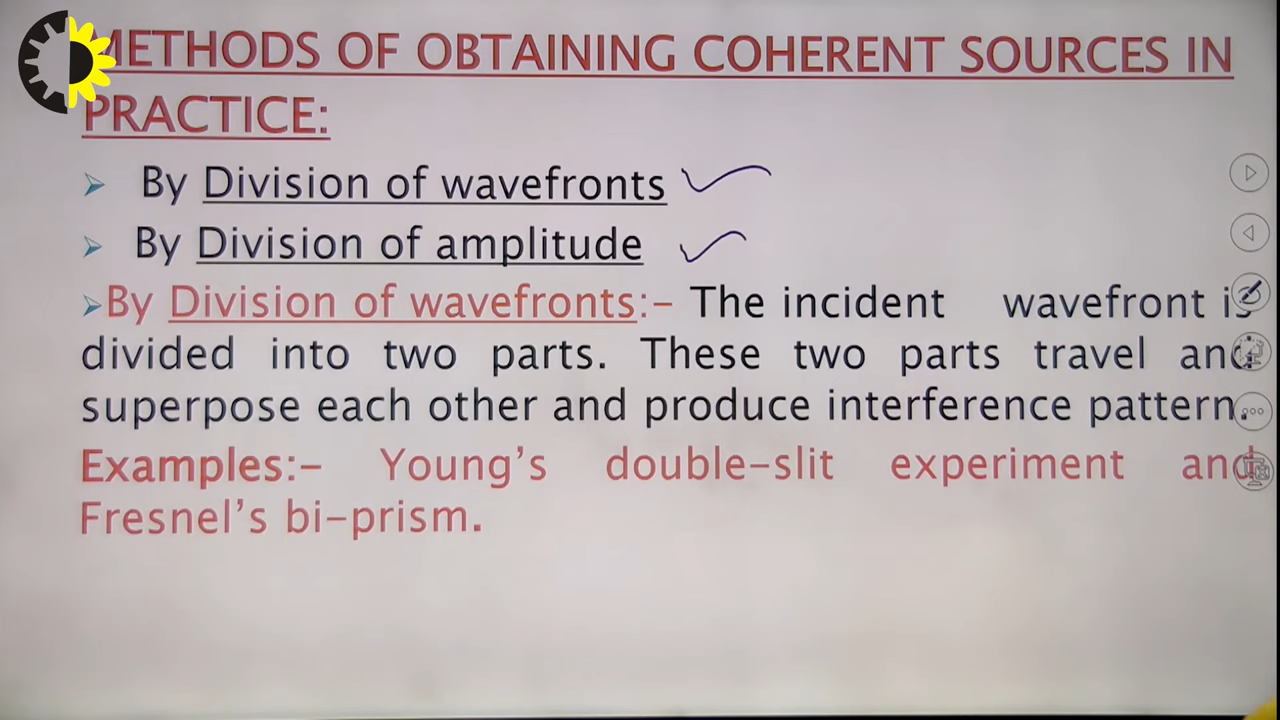 METHODS OF OBTAINING COHERENT SOURCES IN
PRACTICE:
➢ By Division of wavefronts
➢ By Division of amplitude
➢By Division of wavefronts:- The incident wavefront is
divided into two parts. These two parts travel and
superpose each other and produce interference pattern.
Examples:- Young's double-slit experiment and
Fresnel's bi-prism.